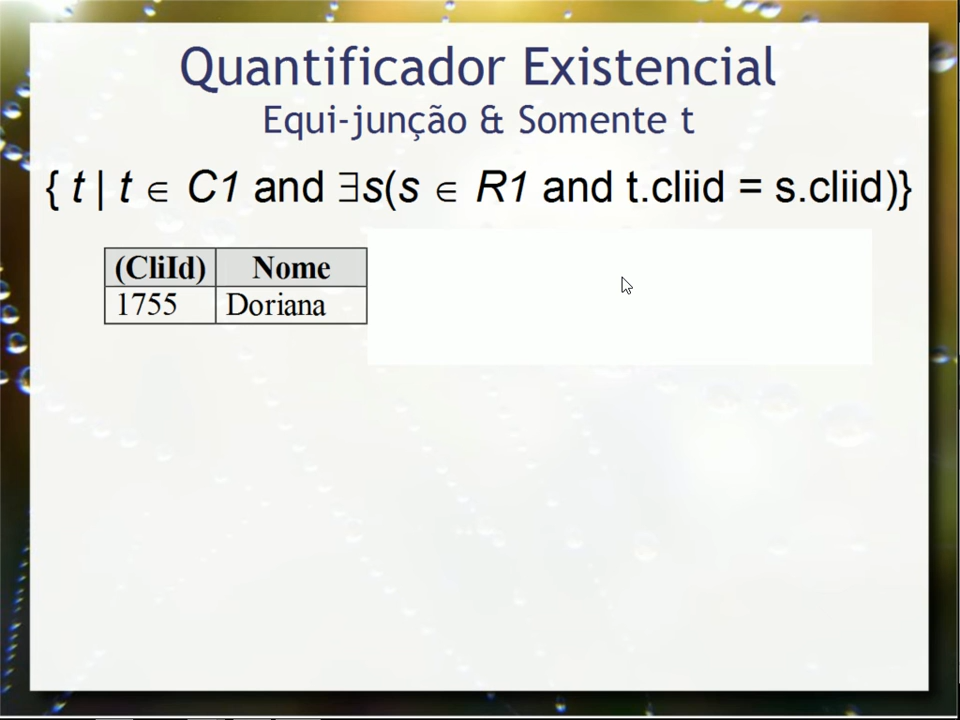 Quantificador Existencial
Equi-junção & Somente t
{ t | t ∈ C1 and ∃s(s ∈ R1 and t.cliid = s.cliid)}
(CliId) Nome
1755 Doriana